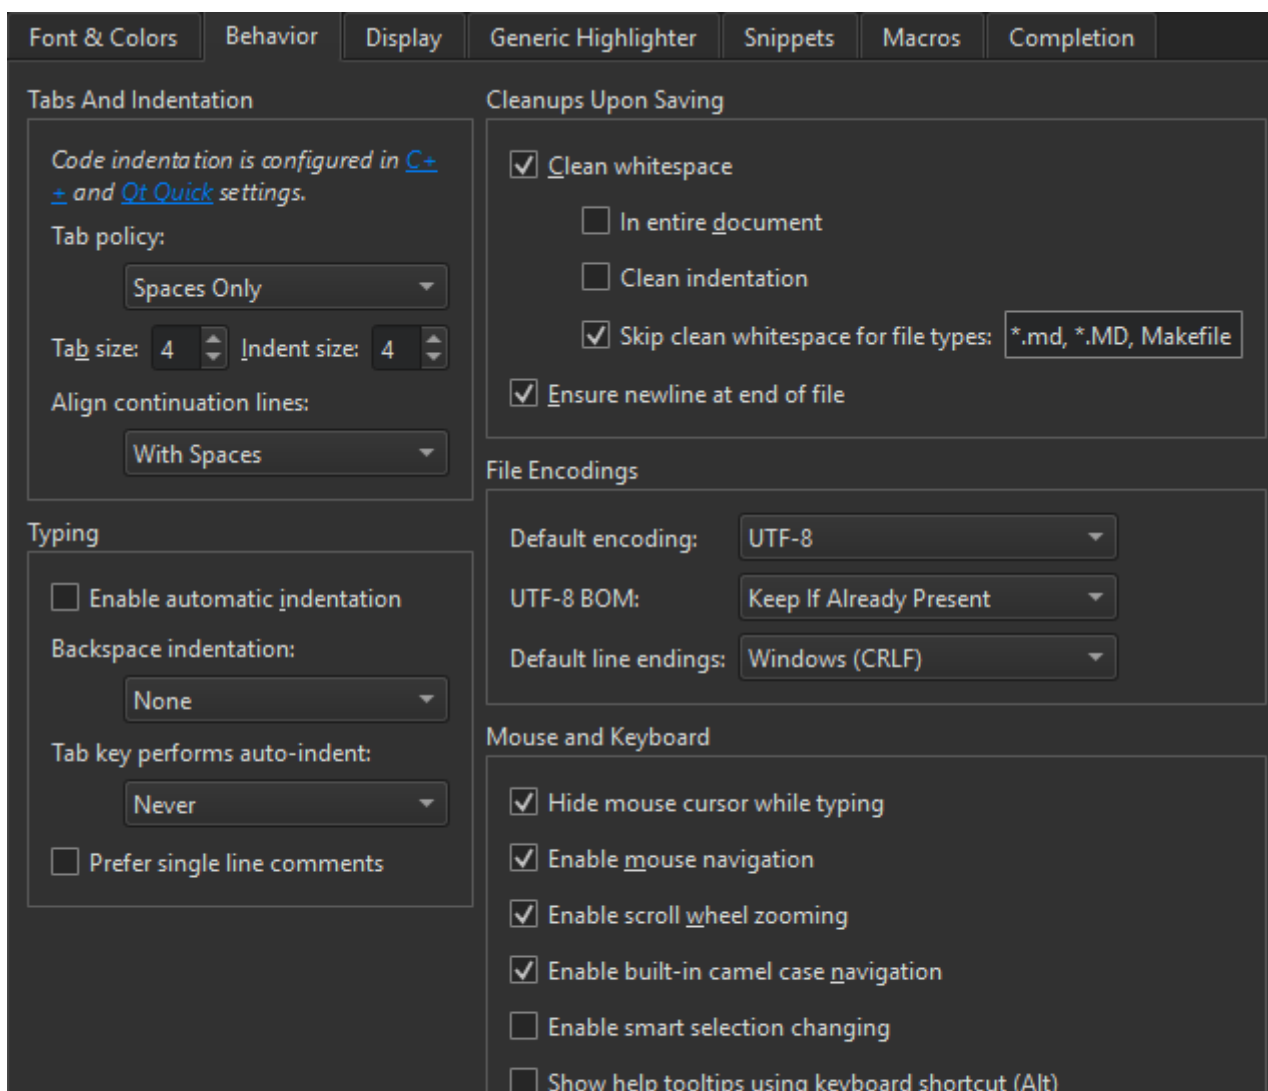 Font & Colors Behavior Display Generic Highlighter Snippets Macros Completion
Tabs And Indentation
Code indentation is configured in C+
+ and Qt Quick settings.
Tab policy:
Spaces Only
Tab size: 4 Indent size: 4
Align continuation lines:
With Spaces
Typing
Enable automatic indentation
Backspace indentation:
None
Tab key performs auto-indent:
Never
Prefer single line comments
Cleanups Upon Saving
Clean whitespace
In entire document
Clean indentation
Skip clean whitespace for file types: *.md, *.MD, Makefile
Ensure newline at end of file
File Encodings
Default encoding: UTF-8
UTF-8 BOM: Keep If Already Present
Default line endings: Windows (CRLF)
Mouse and Keyboard
Hide mouse cursor while typing
Enable mouse navigation
Enable scroll wheel zooming
Enable built-in camel case navigation
Enable smart selection changing
Show help tooltips using keyboard shortcut (Alt)